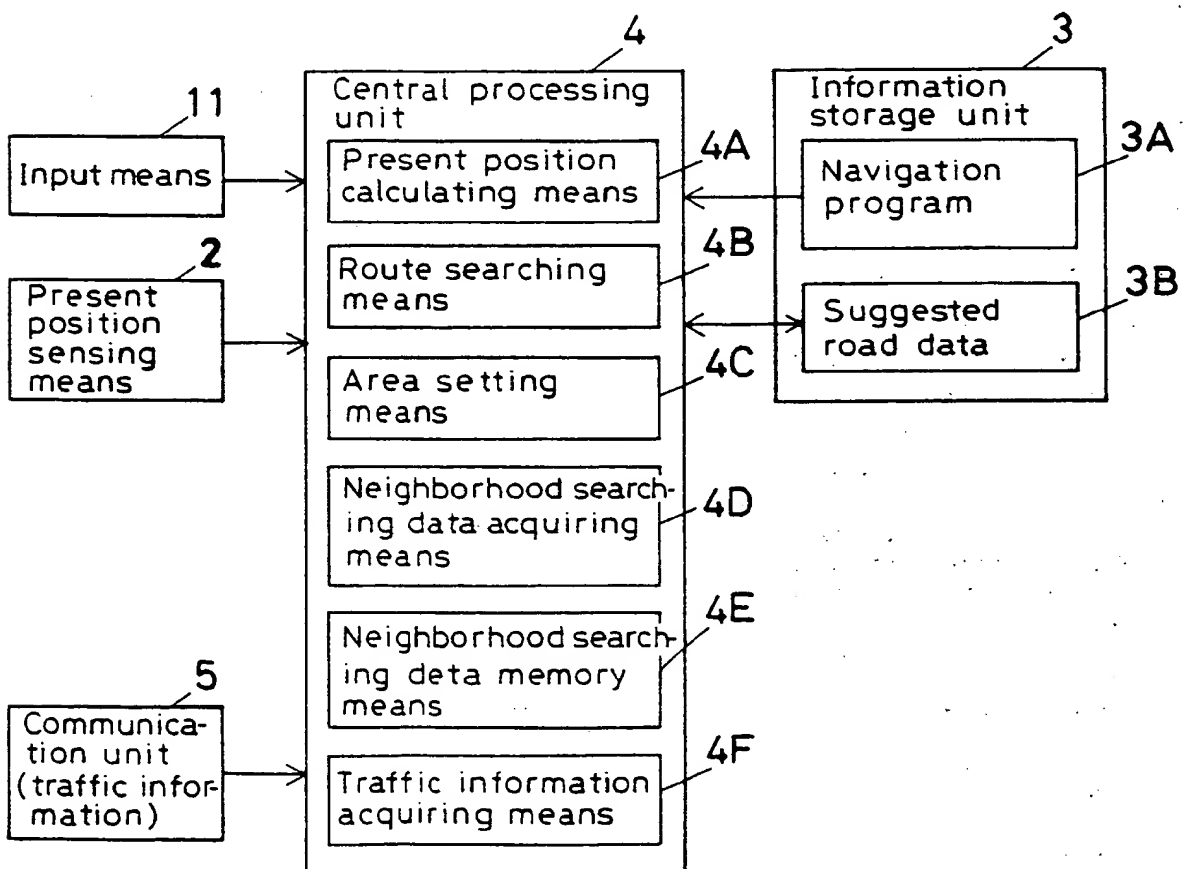 4
3
11
Central processing
unit
Information
storage unit
Input means
4A
Present position
calculating means
3A
Navigation
program
2
Present
position
sensing
means
4B
Route searching
means
3B
Suggested
road data
4C
Area setting
means
4D
Neighborhood search-
ing data acquiring
means
4E
Neighborhood search-
ing deta memory
means
5
Communica-
tion unit
(traffic infor-
mation)
4F
Traffic information
acquiring means